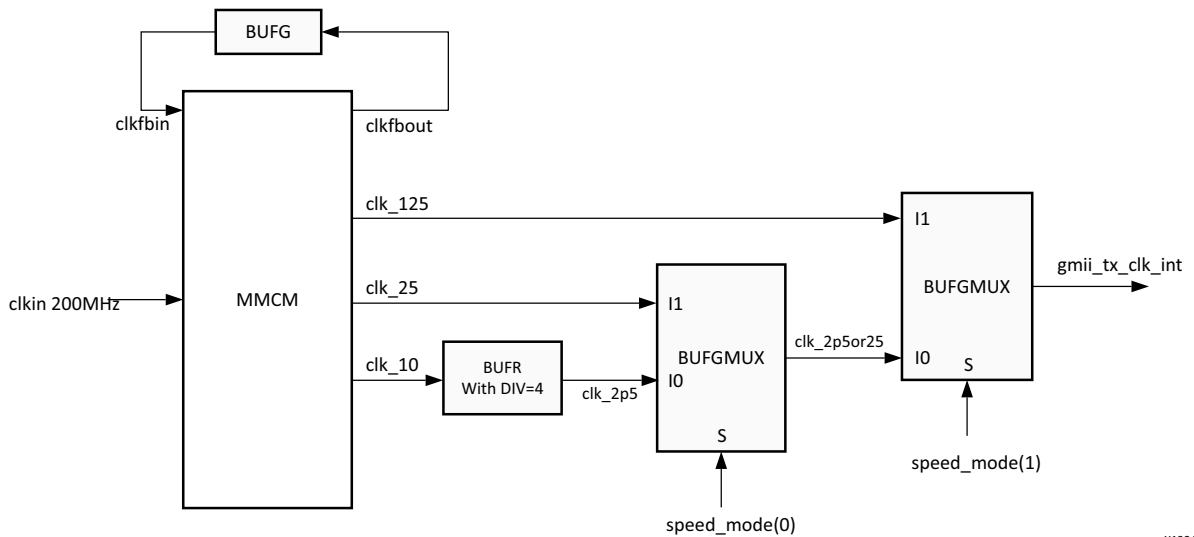 BUFG
clkfbin
clkfbout
clk_125
I1
BUFGMUX
gmii_tx_clk_int
clkin 200MHz
MMCM
clk_25
I1
BUFGMUX
clk_2p5or25
I0
S
clk_10
BUFR
With DIV=4
clk_2p5
I0
S
speed_mode(1)
speed_mode(0)